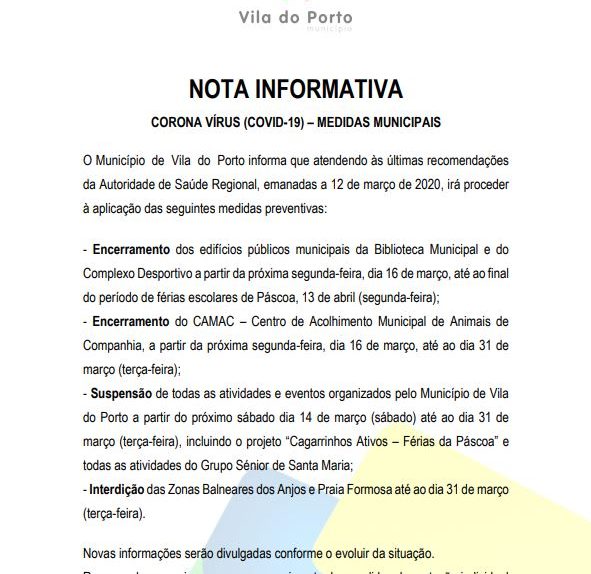 Vila do Porto
município
NOTA INFORMATIVA
CORONA VÍRUS (COVID-19) – MEDIDAS MUNICIPAIS
O Município de Vila do Porto informa que atendendo às últimas recomendações
da Autoridade de Saúde Regional, emanadas a 12 de março de 2020, irá proceder
à aplicação das seguintes medidas preventivas:
- Encerramento dos edifícios públicos municipais da Biblioteca Municipal e do
Complexo Desportivo a partir da próxima segunda-feira, dia 16 de março, até ao final
do período de férias escolares de Páscoa, 13 de abril (segunda-feira);
- Encerramento do CAMAC – Centro de Acolhimento Municipal de Animais de
Companhia, a partir da próxima segunda-feira, dia 16 de março, até ao dia 31 de
março (terça-feira);
- Suspensão de todas as atividades e eventos organizados pelo Município de Vila
do Porto a partir do próximo sábado dia 14 de março (sábado) até ao dia 31 de
março (terça-feira), incluindo o projeto “Cagarrinhos Ativos – Férias da Páscoa” e
todas as atividades do Grupo Sénior de Santa Maria;
- Interdição das Zonas Balneares dos Anjos e Praia Formosa até ao dia 31 de março
(terça-feira).
Novas informações serão divulgadas conforme o evoluir da situação.